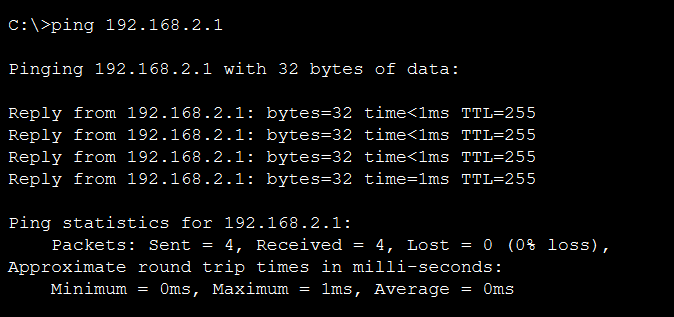 C:\>ping 192.168.2.1
Pinging 192.168.2.1 with 32 bytes of data:
Reply from 192.168.2.1: bytes=32 time<1ms TTL=255
Reply from 192.168.2.1: bytes=32 time<1ms TTL=255
Reply from 192.168.2.1: bytes=32 time<1ms TTL=255
Reply from 192.168.2.1: bytes=32 time=1ms TTL=255
Ping statistics for 192.168.2.1:
Packets: Sent = 4, Received = 4, Lost = 0 (0% loss),
Approximate round trip times in milli-seconds:
Minimum = 0ms, Maximum = 1ms, Average = 0ms